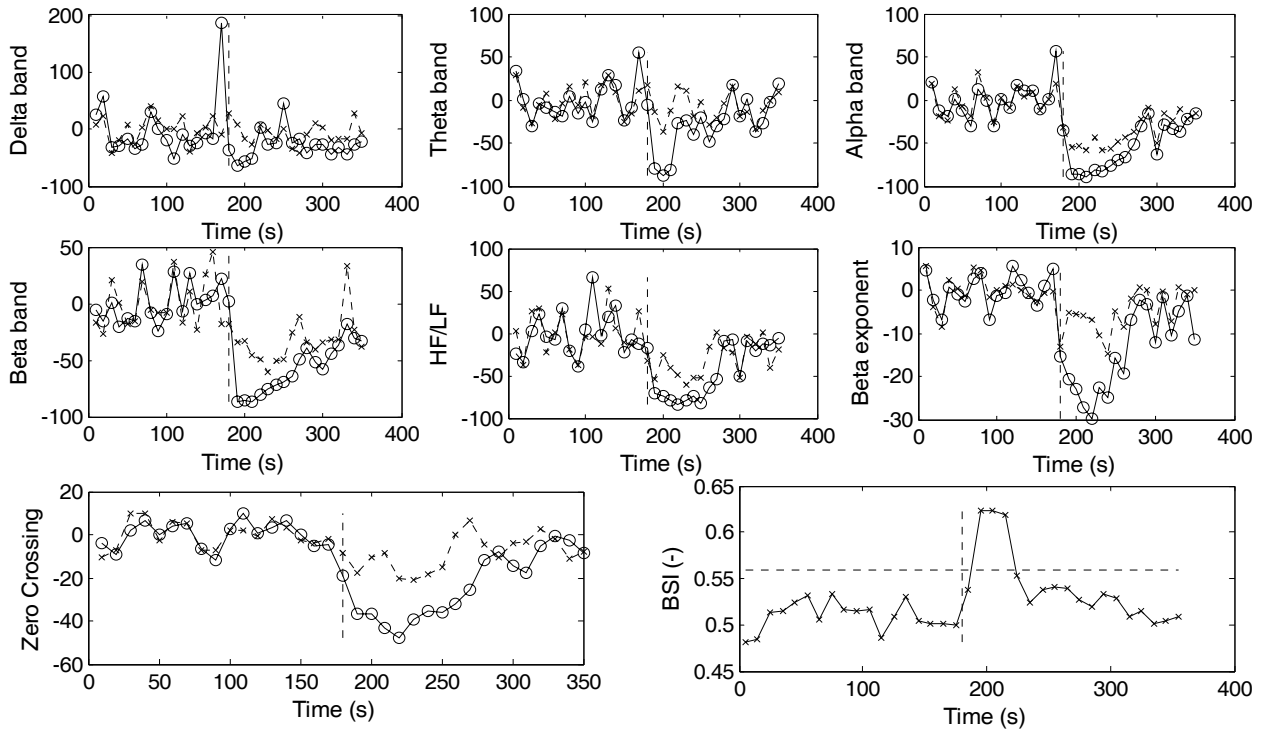 Delta band
200
100
0
-100
0 100 200 300 400
Time (s)
Theta band
100
50
0
-50
-100
0 100 200 300 400
Time (s)
Alpha band
100
50
0
-50
-100
0 100 200 300 400
Time (s)
Beta band
50
0
-50
-100
0 100 200 300 400
Time (s)
HF/LF
100
50
0
-50
-100
0 100 200 300 400
Time (s)
Beta exponent
10
0
-10
-20
-30
0 100 200 300 400
Time (s)
Zero Crossing
20
0
-20
-40
-60
0 50 100 150 200 250 300 350
Time (s)
BSI (-)
0.65
0.6
0.55
0.5
0.45
0 100 200 300 400
Time (s)